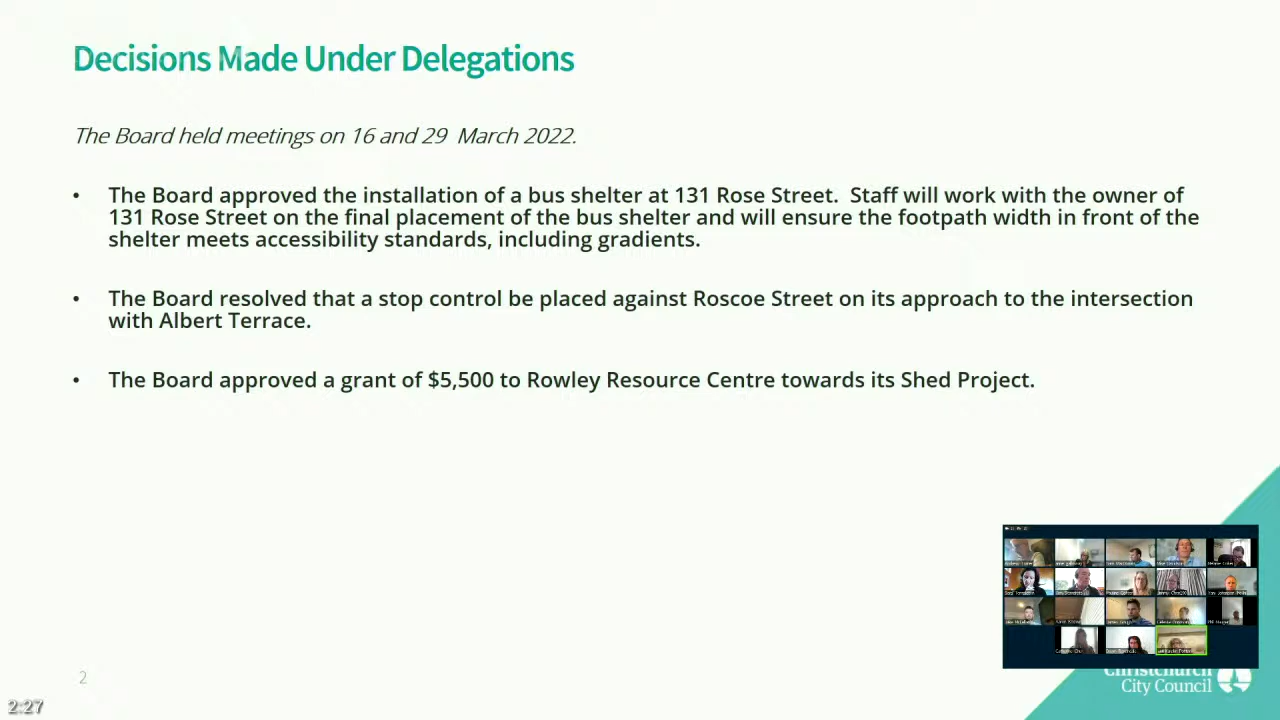 Decisions Made Under Delegations
The Board held meetings on 16 and 29 March 2022.
• The Board approved the installation of a bus shelter at 131 Rose Street. Staff will work with the owner of
131 Rose Street on the final placement of the bus shelter and will ensure the footpath width in front of the
shelter meets accessibility standards, including gradients.
• The Board resolved that a stop control be placed against Roscoe Street on its approach to the intersection
with Albert Terrace.
• The Board approved a grant of $5,500 to Rowley Resource Centre towards its Shed Project.
2
Christchurch
City Council
2:27